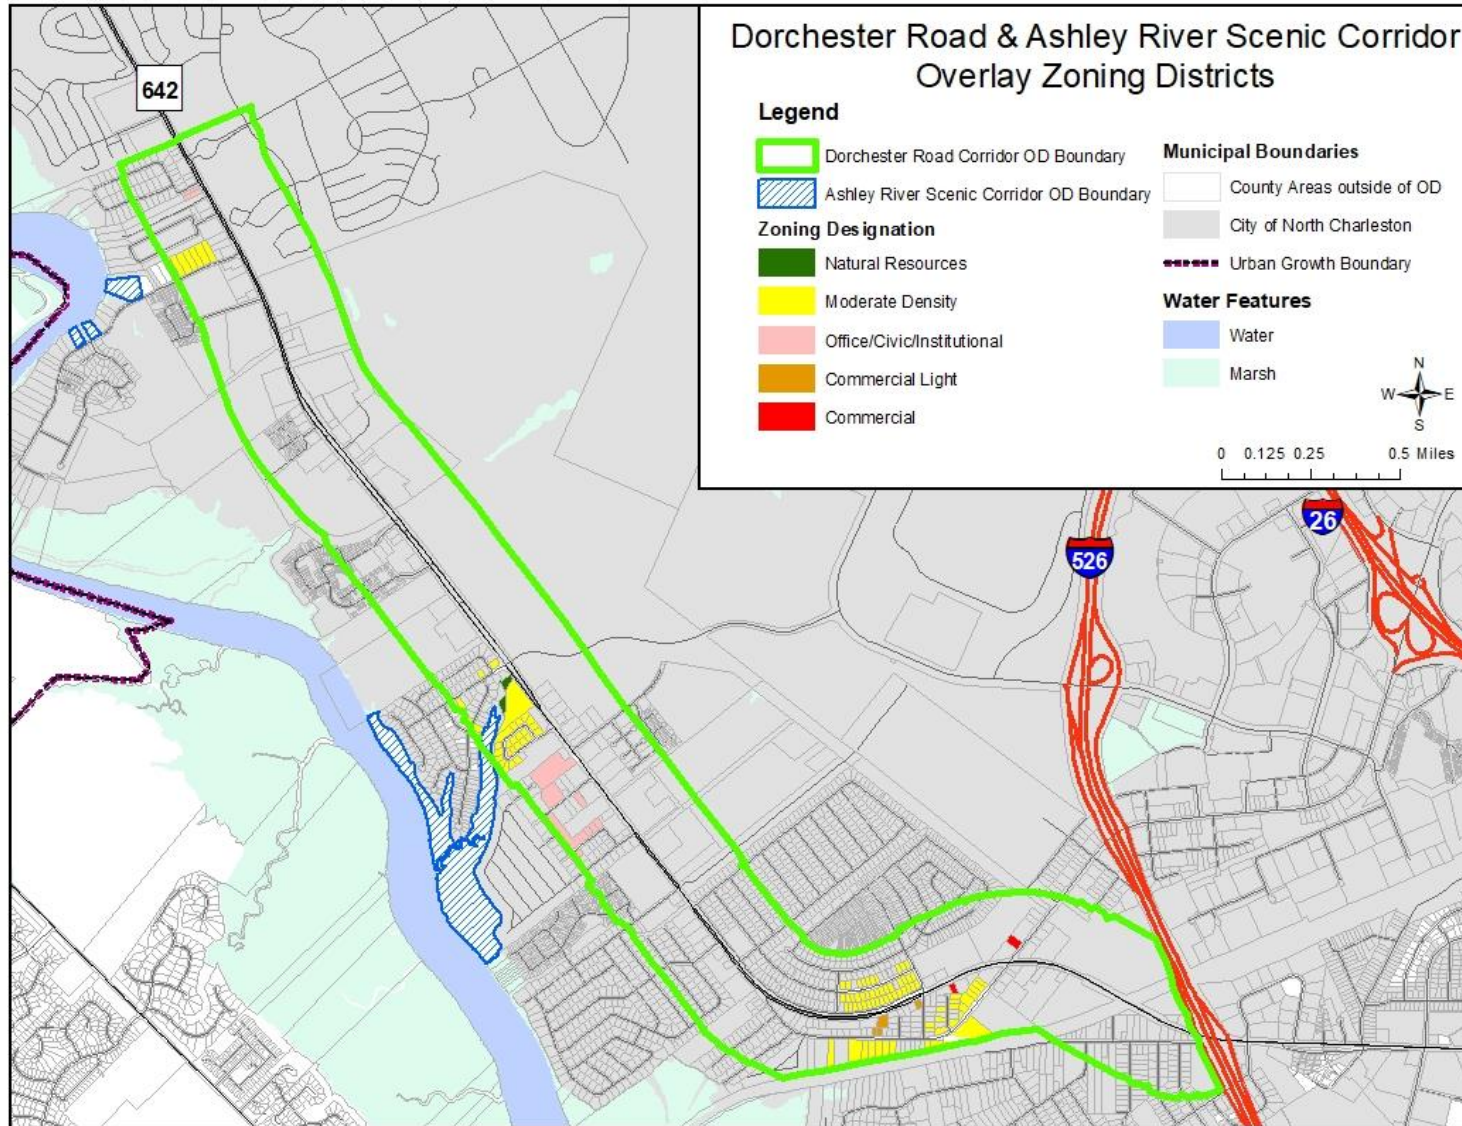 Dorchester Road & Ashley River Scenic Corridor
Overlay Zoning Districts
Legend
Dorchester Road Corridor OD Boundary
Ashley River Scenic Corridor OD Boundary
Zoning Designation
Natural Resources
Moderate Density
Office/Civic/Institutional
Commercial Light
Commercial
Municipal Boundaries
County Areas outside of OD
City of North Charleston
Urban Growth Boundary
Water Features
Water
Marsh
N
W E
S
0 0.125 0.25 0.5 Miles
642
526
26